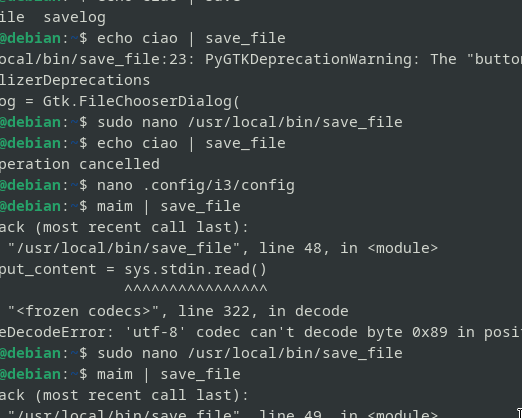 ile  savelog
@debian:~$ echo ciao | save_file
ocal/bin/save_file:23: PyGTKDeprecationWarning: The "butto
lizerDeprecations
og = Gtk.FileChooserDialog(
@debian:~$ sudo nano /usr/local/bin/save_file
@debian:~$ echo ciao | save_file
peration cancelled
@debian:~$ nano .config/i3/config
@debian:~$ maim | save_file
ack (most recent call last):
"/usr/local/bin/save_file", line 48, in <module>
put_content = sys.stdin.read()
^^^^^^^^^^^^^^^^
"<frozen codecs>", line 322, in decode
eDecodeError: 'utf-8' codec can't decode byte 0x89 in posit
@debian:~$ sudo nano /usr/local/bin/save_file
@debian:~$ maim | save_file
ack (most recent call last):
"/usr/local/bin/save_file", line 49, in <module>